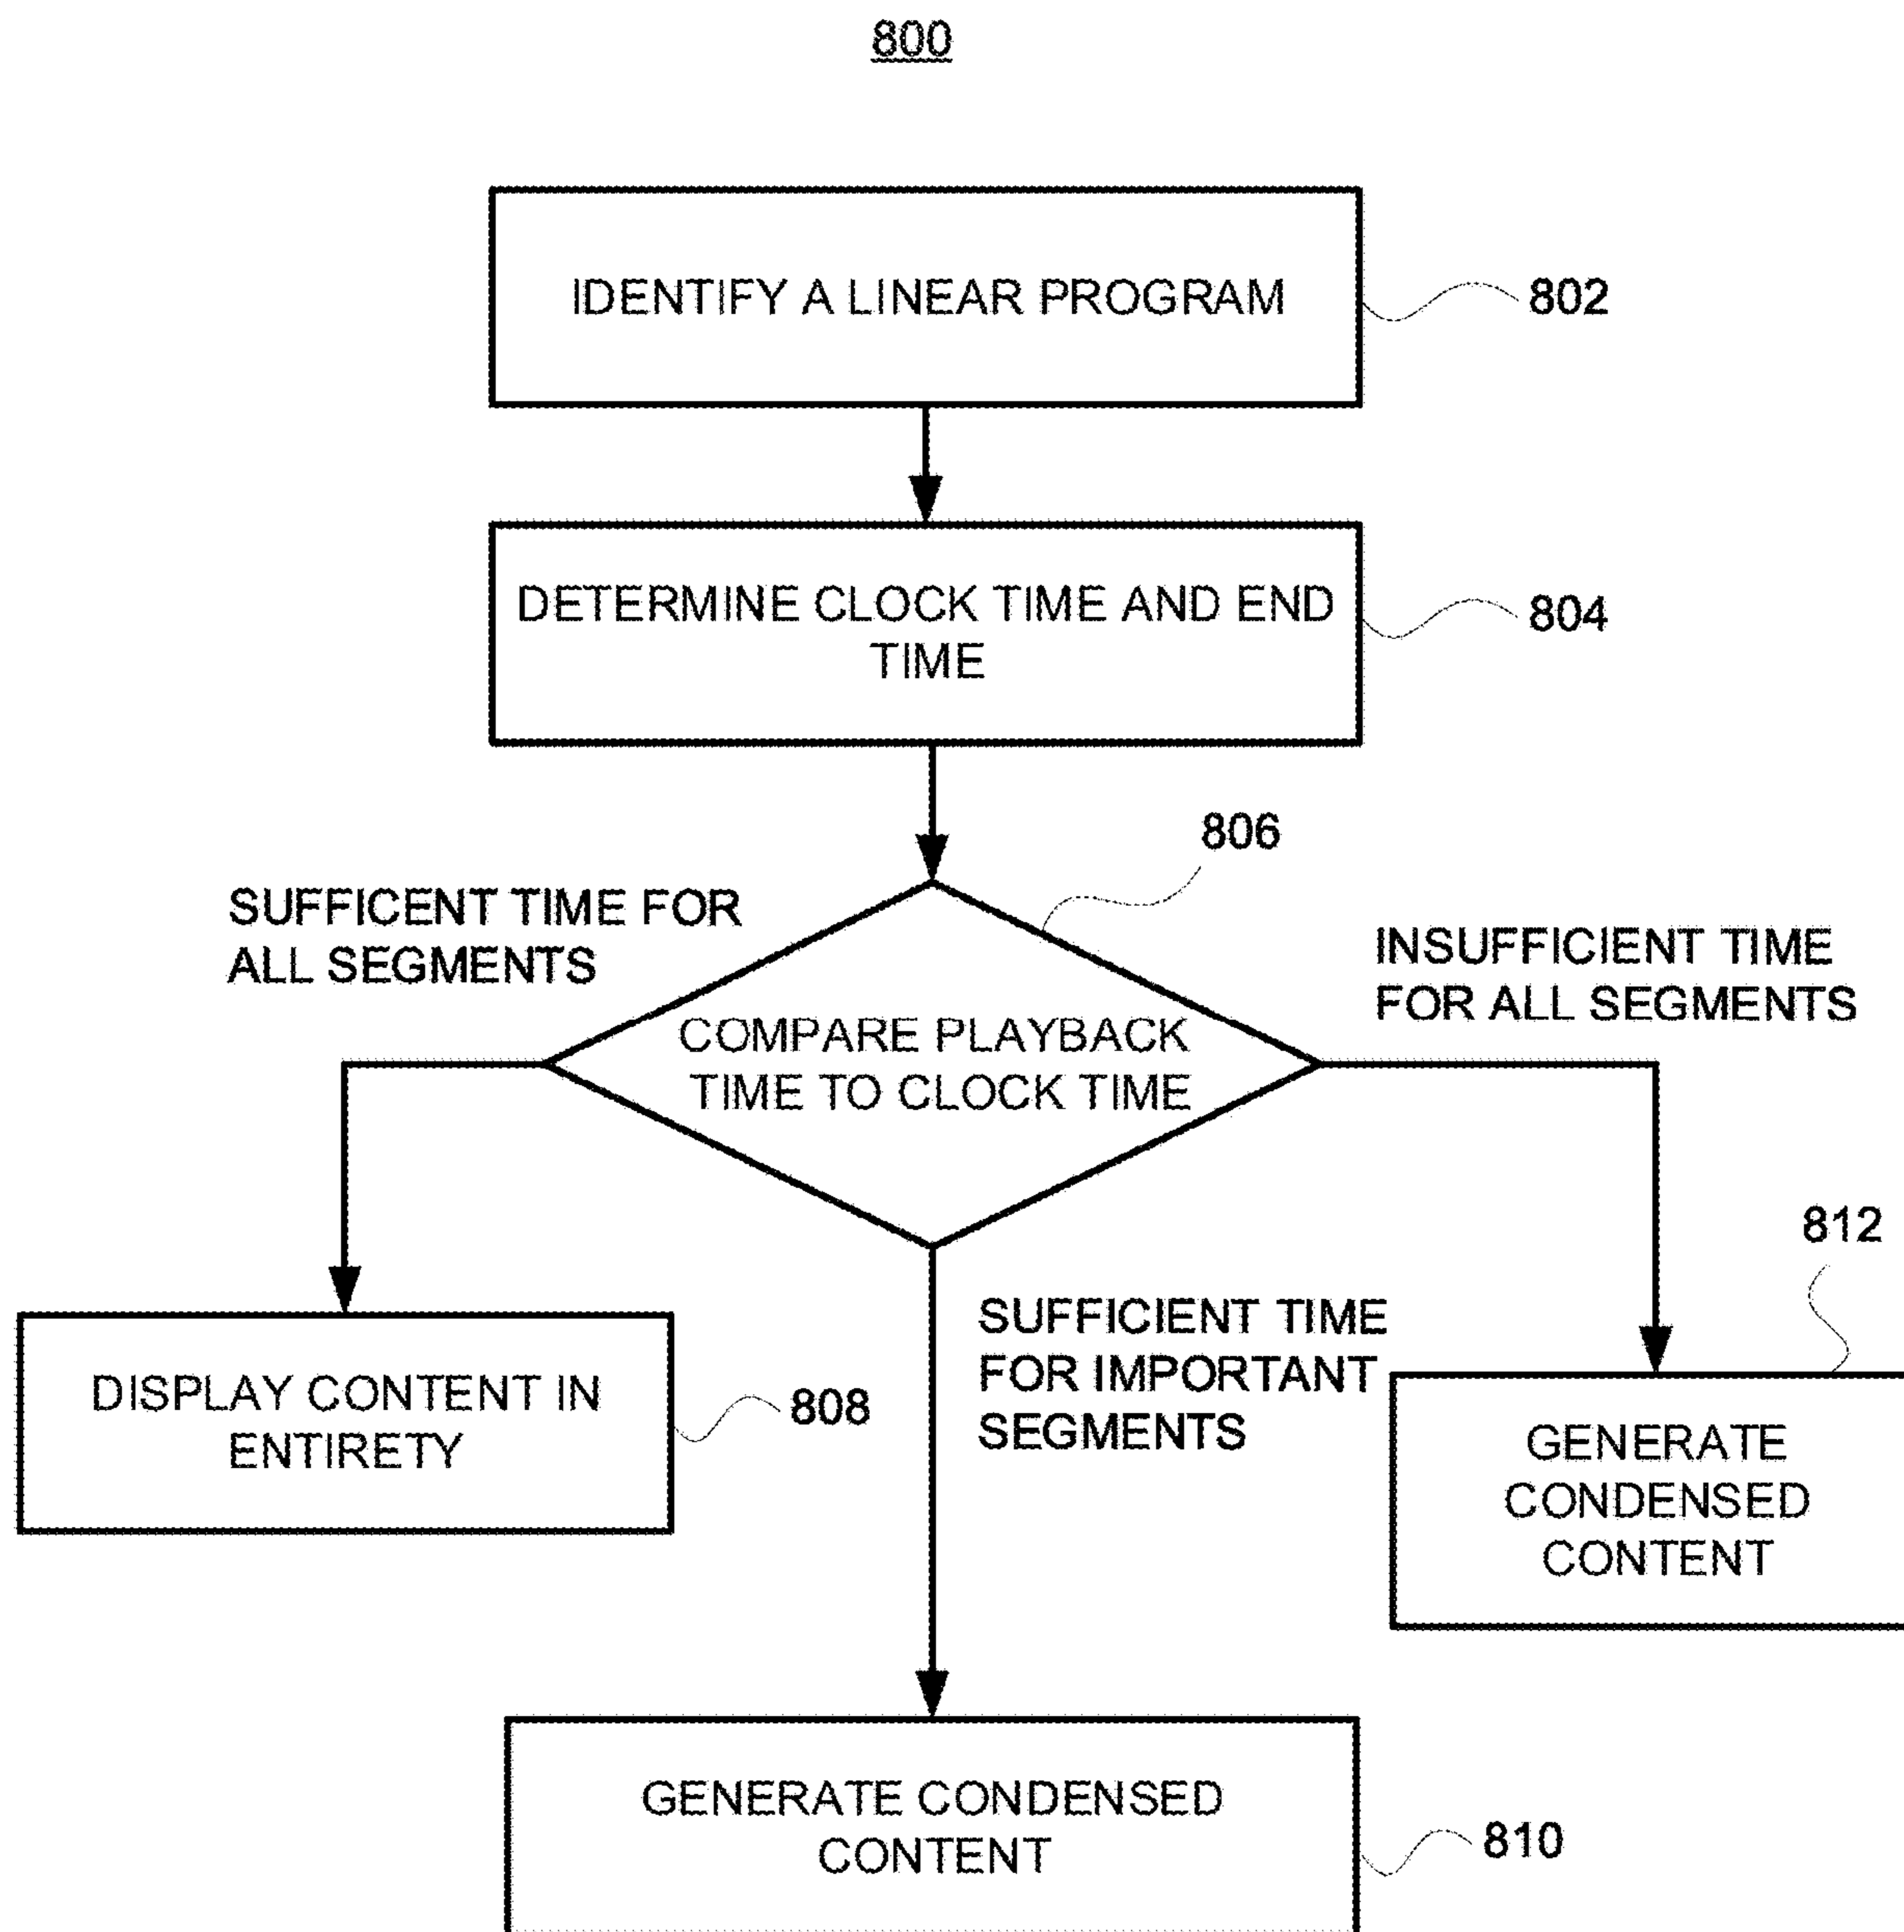 800
IDENTIFY A LINEAR PROGRAM
802
DETERMINE CLOCK TIME AND END
TIME
804
806
SUFFICENT TIME FOR
ALL SEGMENTS
INSUFFICIENT TIME
FOR ALL SEGMENTS
COMPARE PLAYBACK
TIME TO CLOCK TIME
812
SUFFICIENT TIME
FOR IMPORTANT
SEGMENTS
DISPLAY CONTENT IN
ENTIRETY
808
GENERATE
CONDENSED
CONTENT
GENERATE CONDENSED
CONTENT
810